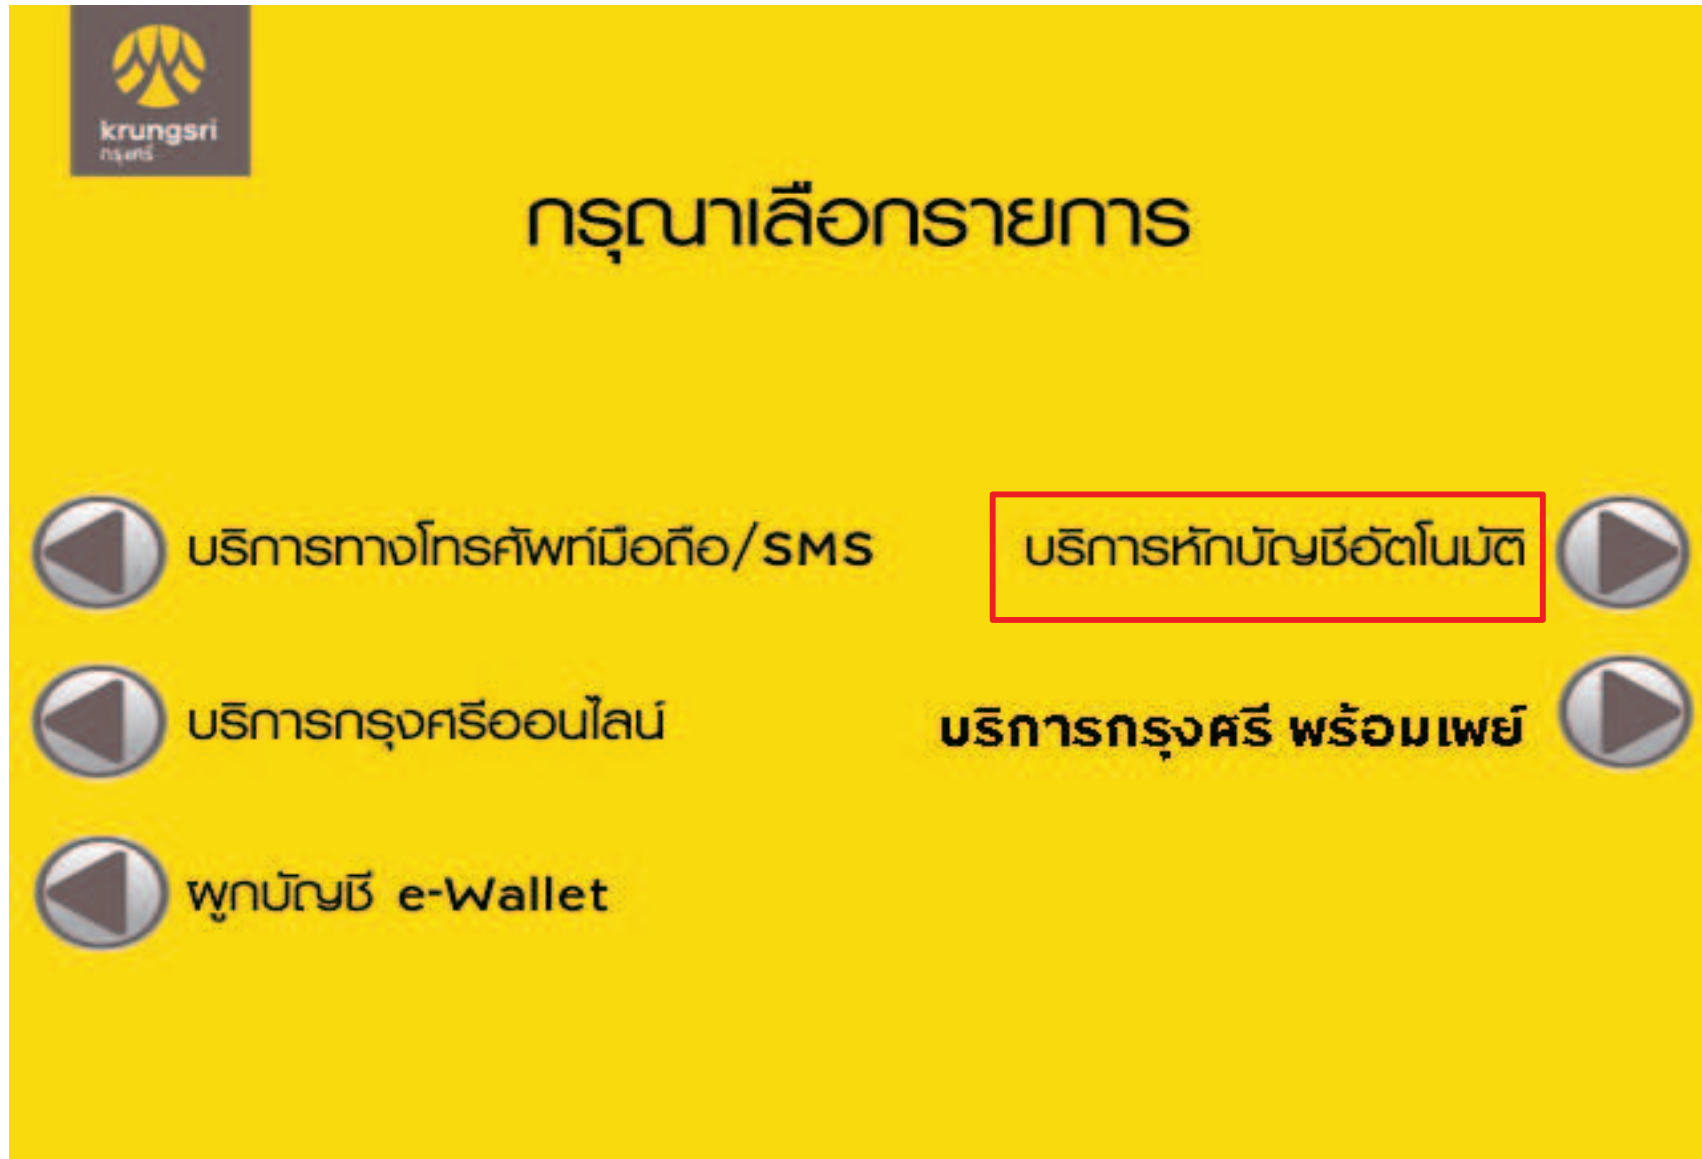 krungsri
กรุงศรี
กรุณาเลือกรายการ
บริการทางโทรศัพท์มือถือ/SMS
บริการหักบัญชีอัตโนมัติ
บริการกรุงศรีออนไลน์
บริการกรุงศรี พร้อมเพย์
ผูกบัญชี e-Wallet